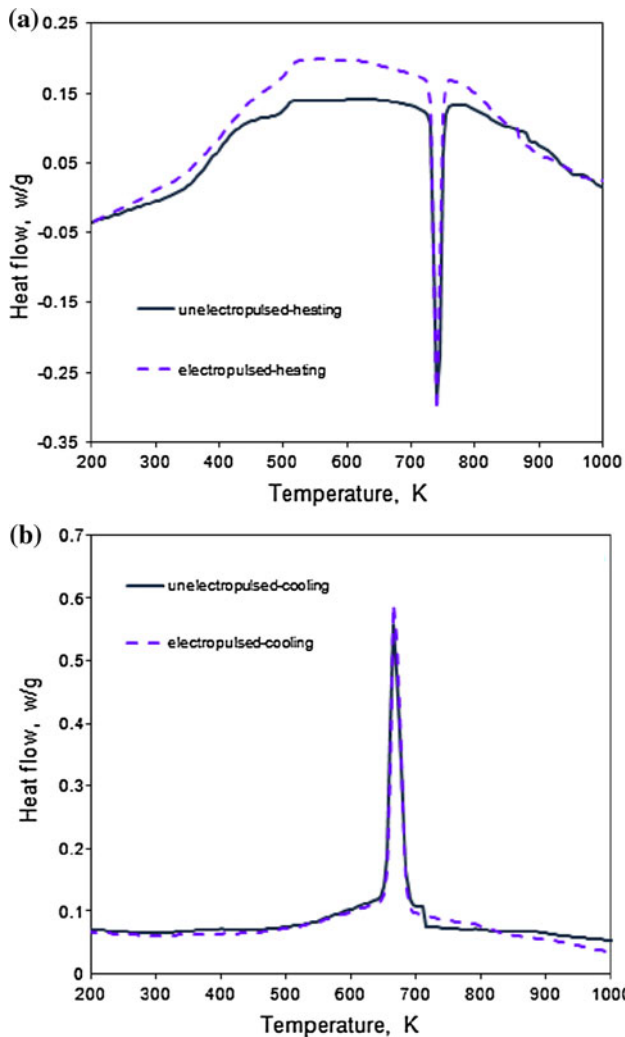 (a)
0.25
0.15
0.05
-0.05
-0.15
-0.25
-0.35
Heat flow, w/g
unelectropulsed-hesting
electropulsed-heating
200 300 400 500 600 700 800 900 1000
Temperature, K
(b)
0.7
0.6
0.5
0.4
0.3
0.2
0.1
0
Heat flow, w/g
unelectropulsed-cooling
electropulsed-cooling
200 300 400 500 600 700 800 900 1000
Temperature, K